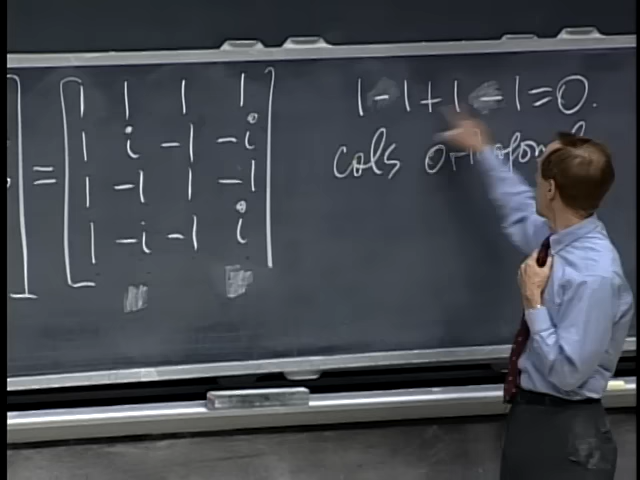 1 1 1 1
1 i -1 -i
= 1 -1 1 -1
1 -i -1 i
1 - 1 + 1 - 1 = 0.
cols